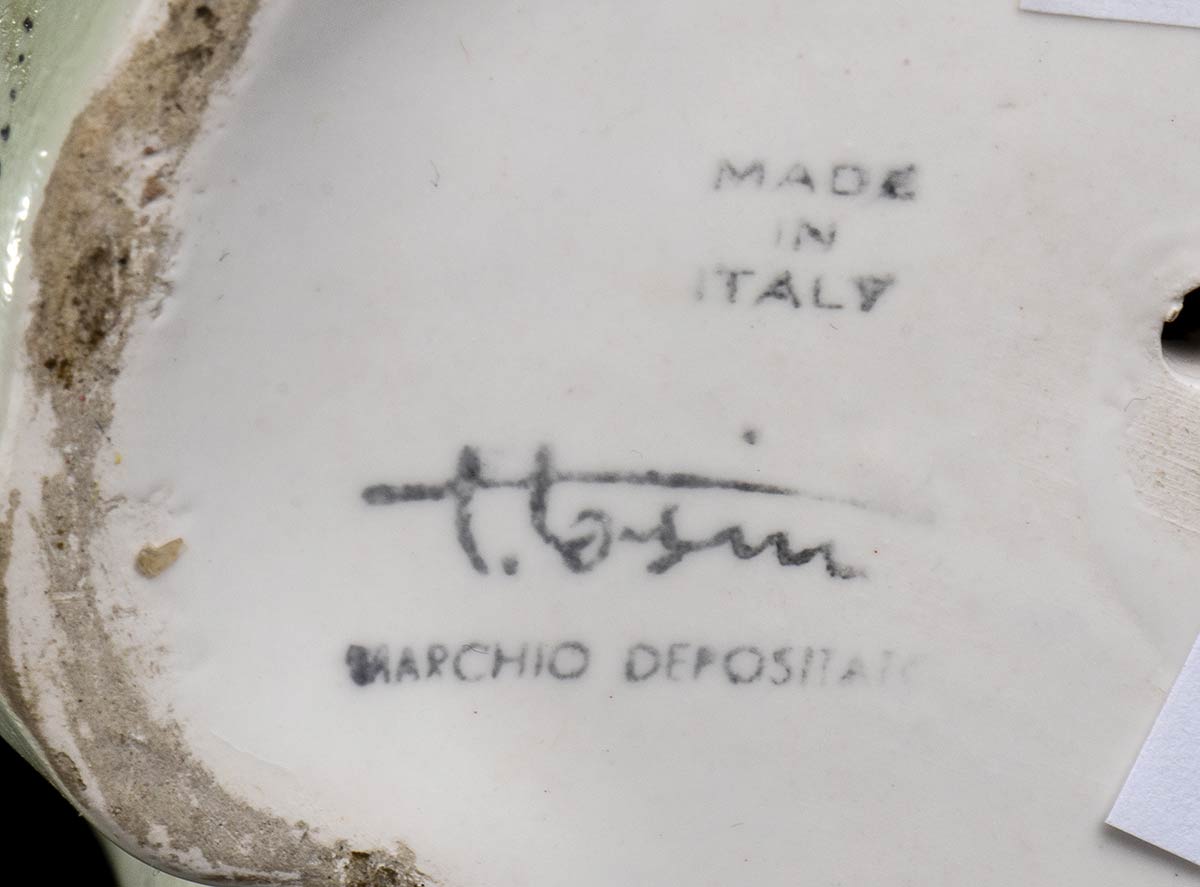 MADE
IN
ITALY
T. Tosin
MARCHIO DEPOSITATO